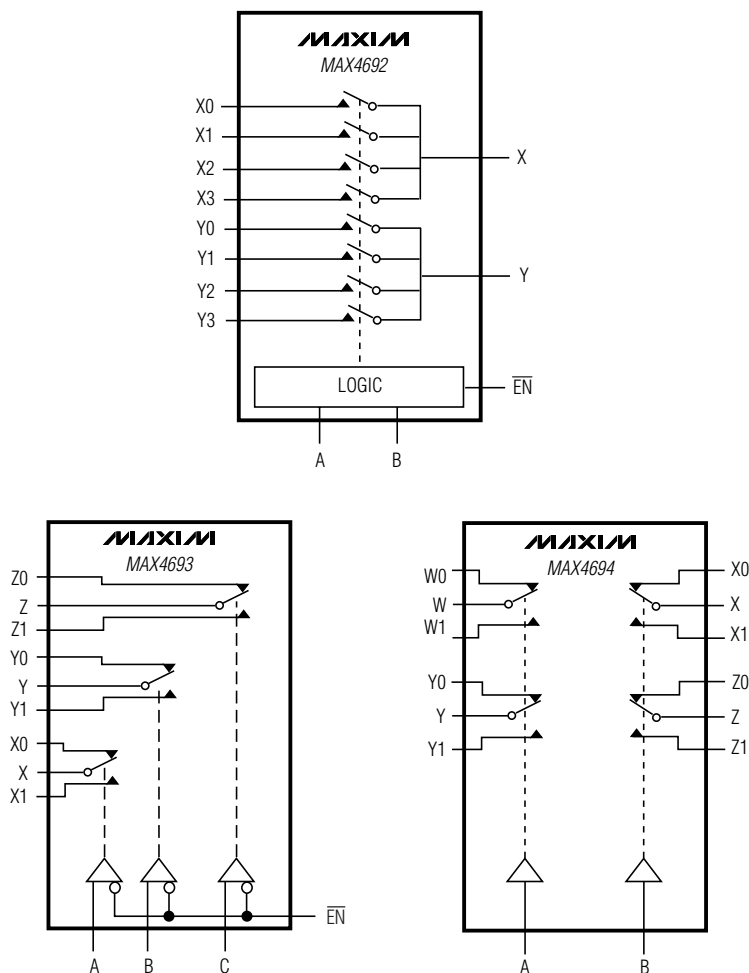 MAXIM
MAX4692
X0
X1
X2
X3
Y0
Y1
Y2
Y3
X
Y
LOGIC
EN
A B
MAXIM
MAX4693
Z0
Z
Z1
Y0
Y
Y1
X0
X
X1
EN
A B C
MAXIM
MAX4694
W0
W
W1
Y0
Y
Y1
X0
X
X1
Z0
Z
Z1
A B